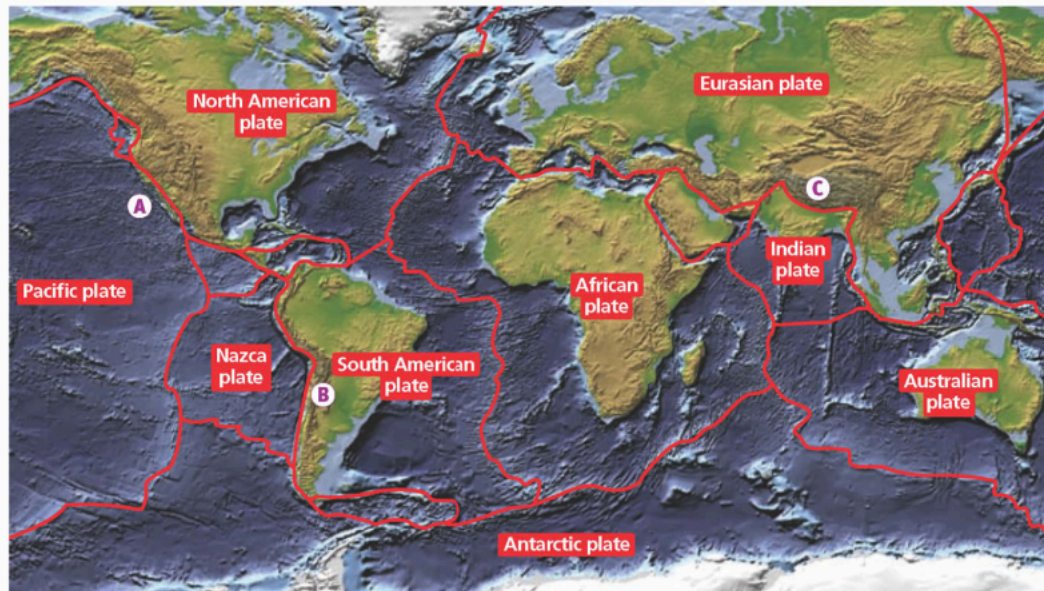 North American
plate
Eurasian plate
A
C
Indian
plate
Pacific plate
African
plate
Nazca
plate
South American
plate
B
Australian
plate
Antarctic plate